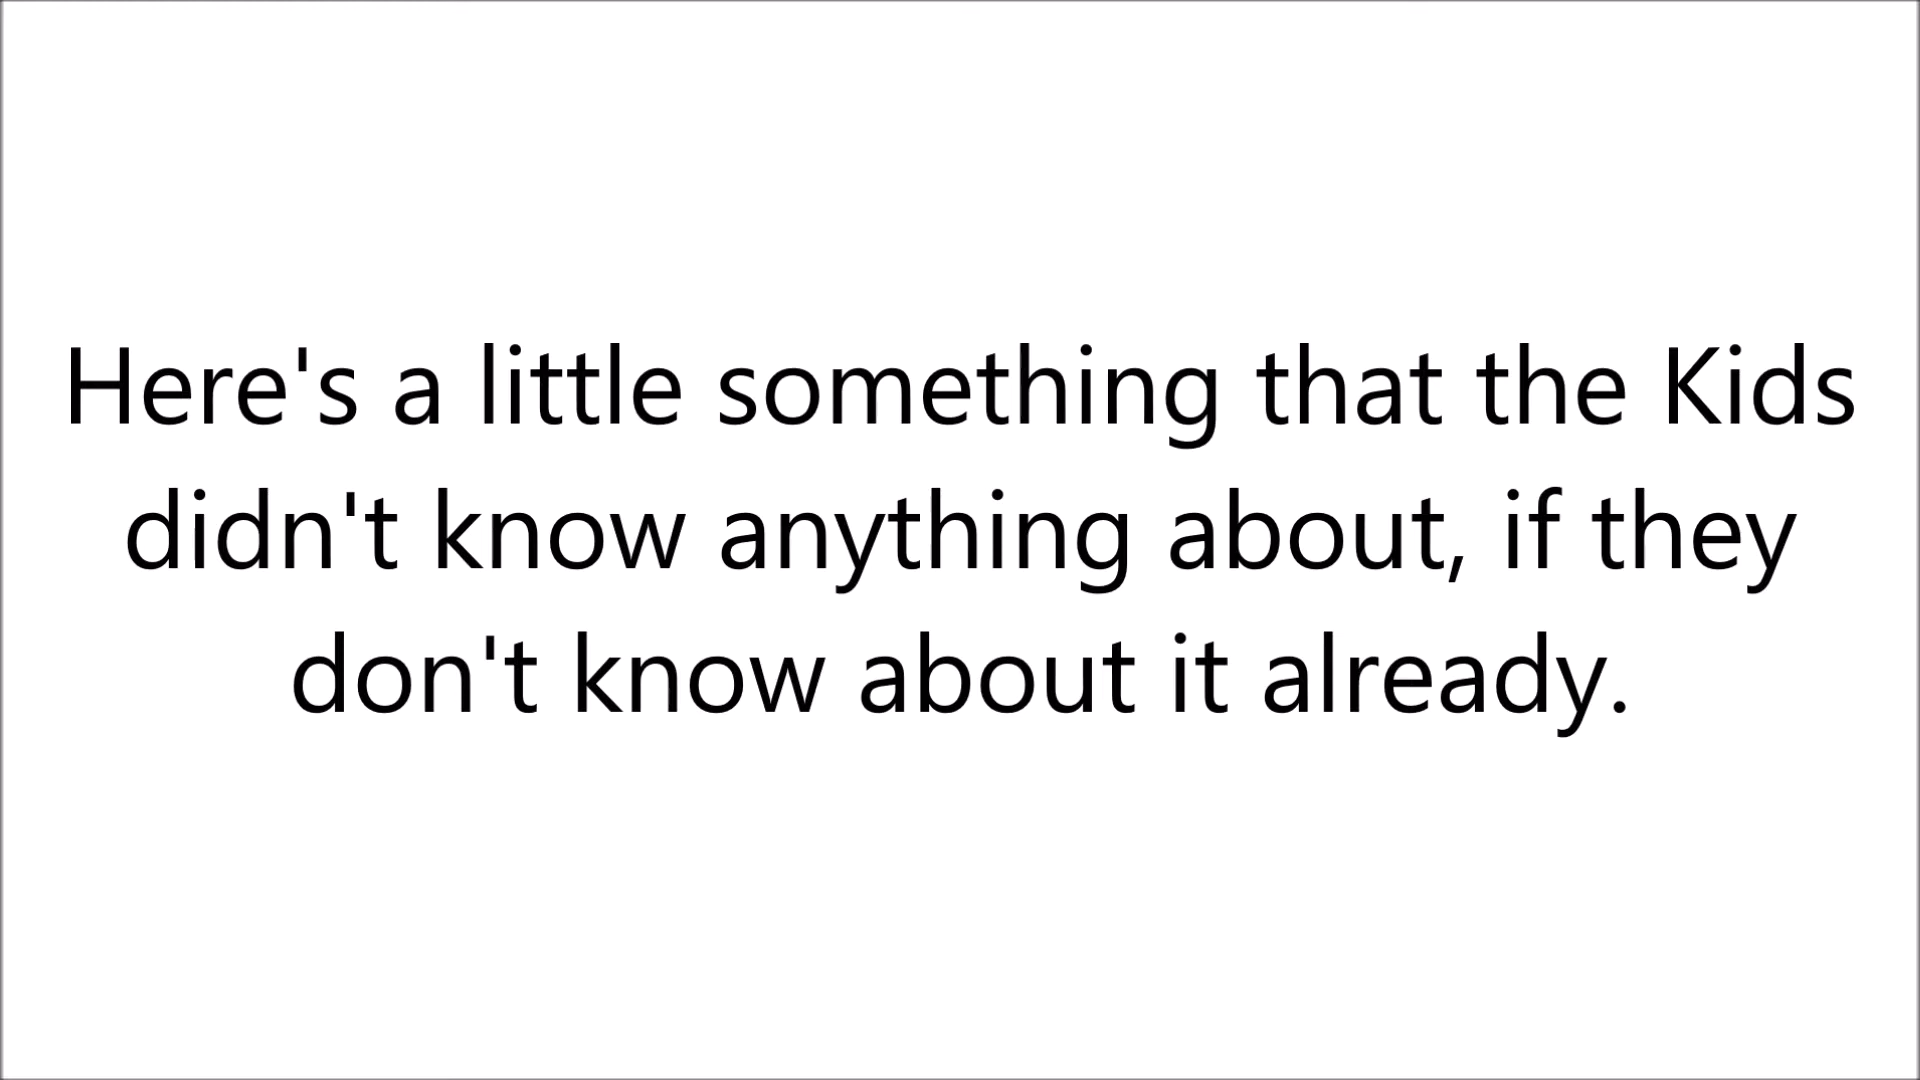 Here's a little something that the Kids
didn't know anything about, if they
don't know about it already.